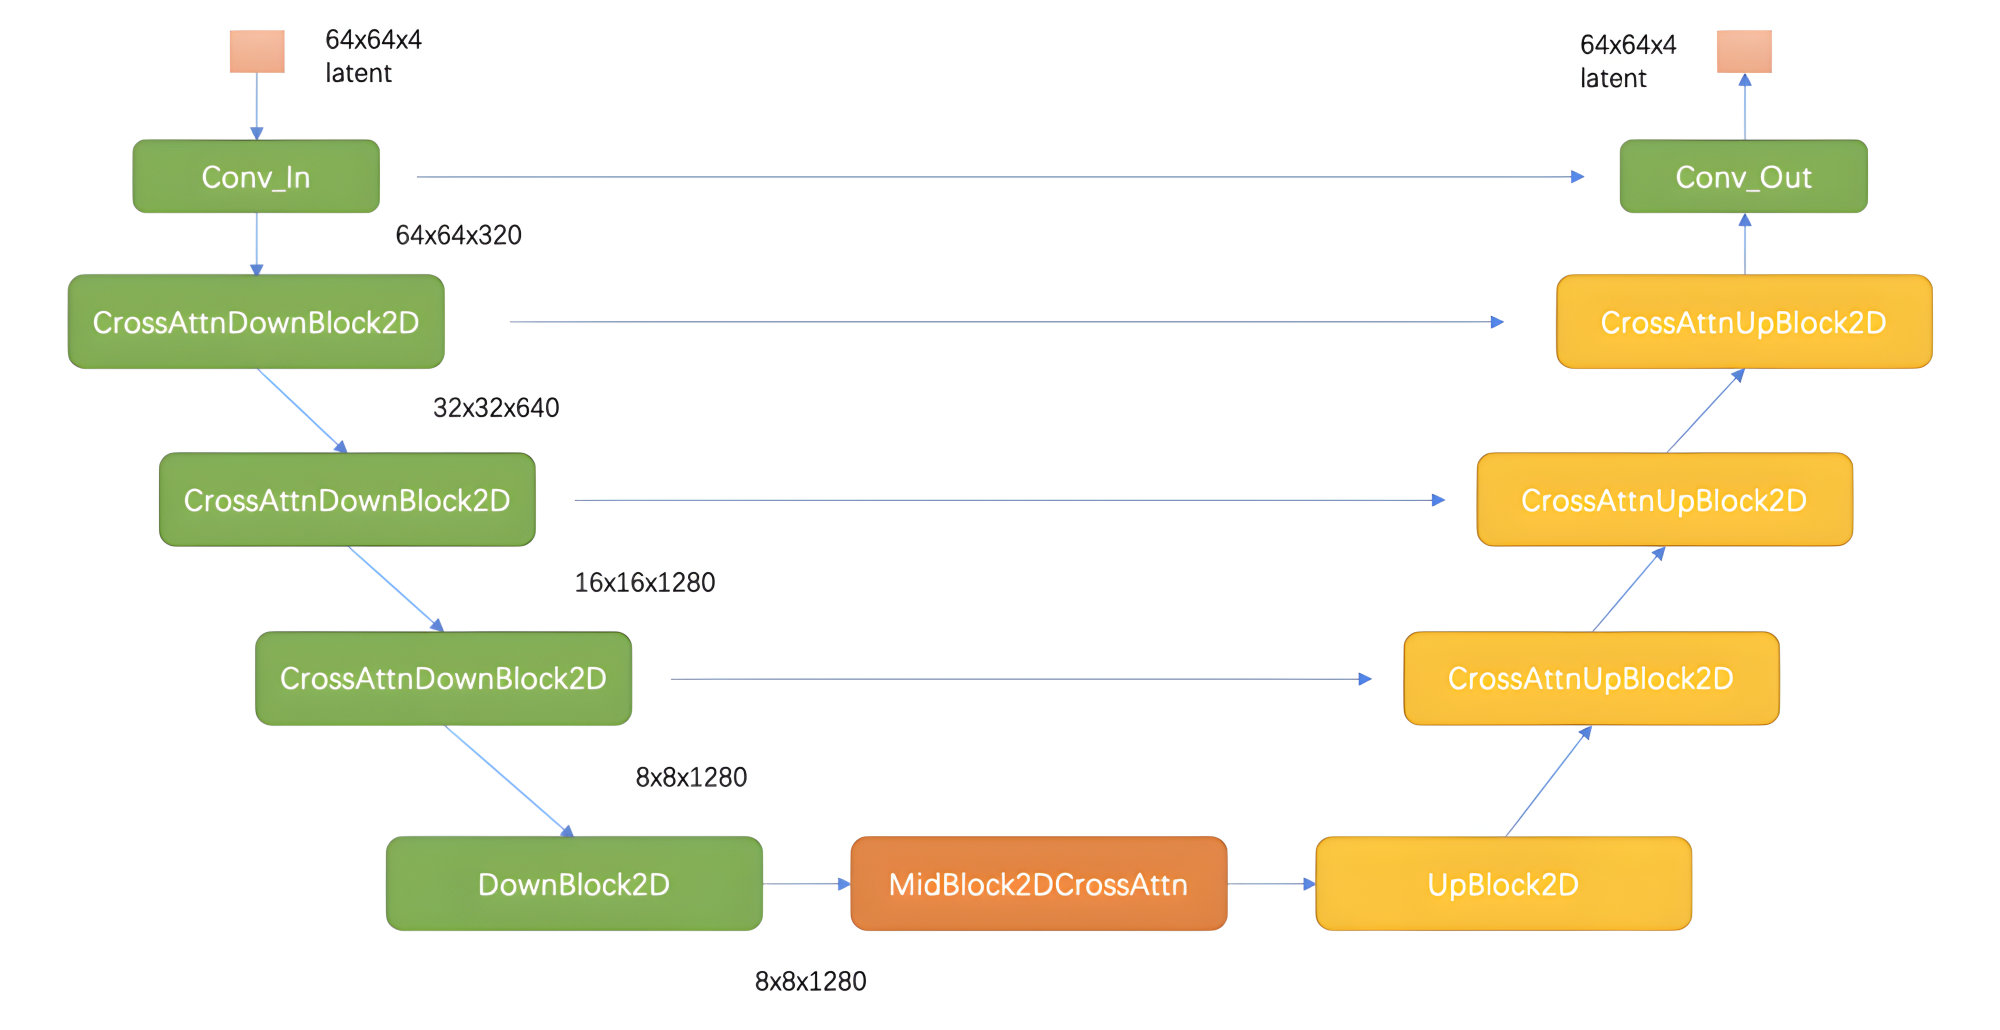 64x64x4
latent
64x64x4
latent
Conv_In
Conv_Out
64x64x320
CrossAttnDownBlock2D
CrossAttnUpBlock2D
32x32x640
CrossAttnDownBlock2D
CrossAttnUpBlock2D
16x16x1280
CrossAttnDownBlock2D
CrossAttnUpBlock2D
8x8x1280
DownBlock2D
MidBlock2DCrossAttn
UpBlock2D
8x8x1280